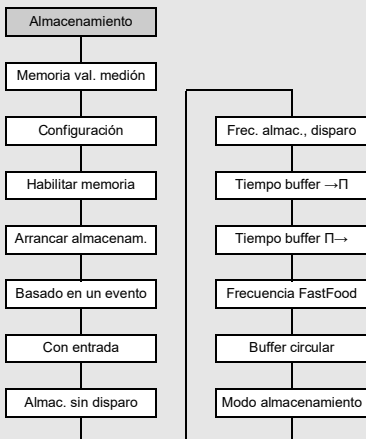 Almacenamiento
Memoria val. medión
Configuración
Habilitar memoria
Arrancar almacenam.
Basado en un evento
Con entrada
Almac. sin disparo
Frec. almac., disparo
Tiempo buffer →Π
Tiempo buffer Π→
Frecuencia FastFood
Buffer circular
Modo almacenamiento